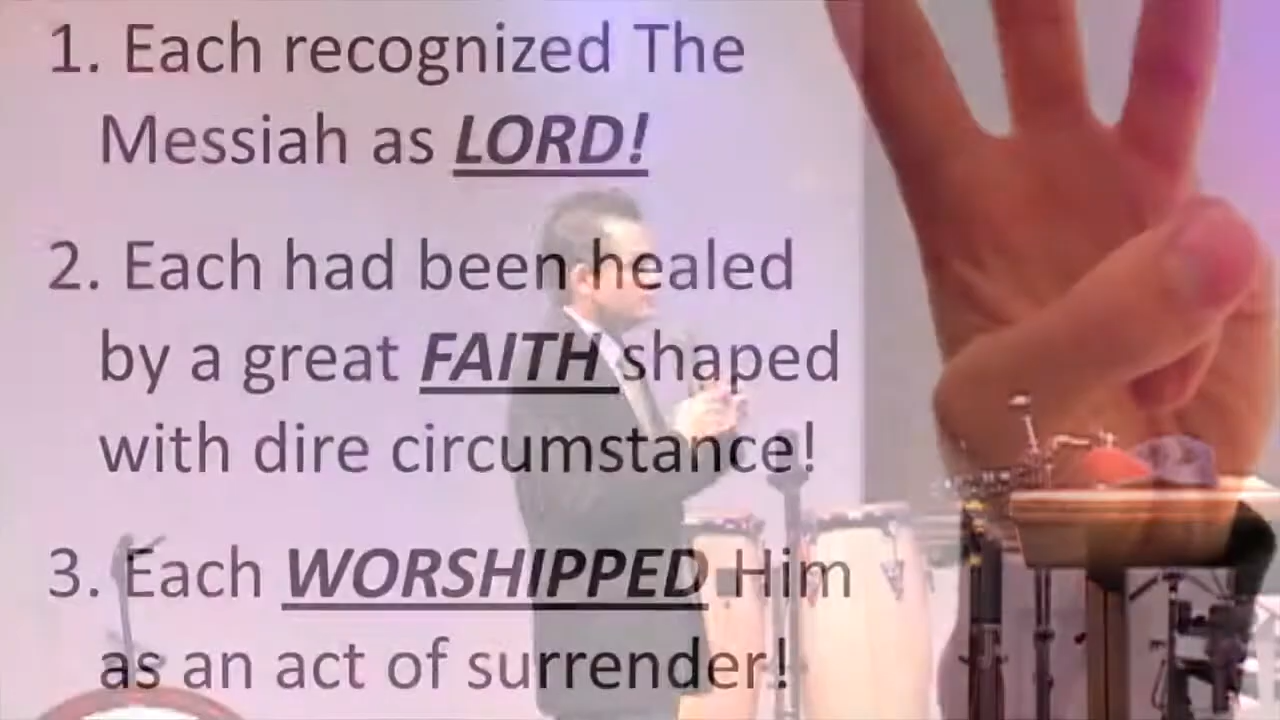 1. Each recognized The
Messiah as LORD!
2. Each had been healed
by a great FAITH shaped
with dire circumstance!
3. Each WORSHIPPED Him
as an act of surrender!